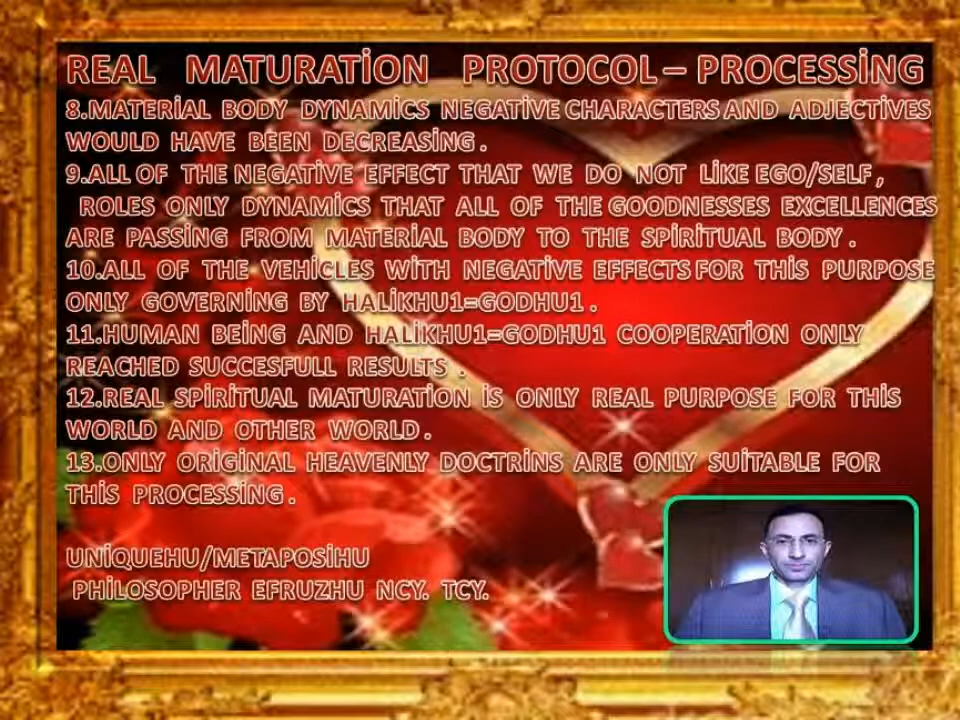 REAL MATURATİON PROTOCOL – PROCESSİNG
8.MATERİAL BODY DYNAMİCS NEGATİVE CHARACTERS AND ADJECTİVES
WOULD HAVE BEEN DECREASİNG .
9.ALL OF THE NEGATİVE EFFECT THAT WE DO NOT LİKE EGO/SELF ,
ROLES ONLY DYNAMİCS THAT ALL OF THE GOODNESSES EXCELLENCES
ARE PASSİNG FROM MATERİAL BODY TO THE SPİRİTUAL BODY .
10.ALL OF THE VEHİCLES WİTH NEGATİVE EFFECTS FOR THİS PURPOSE
ONLY GOVERNİNG BY HALİKHU1=GODHU1 .
11.HUMAN BEİNG AND HALİKHU1=GODHU1 COOPERATİON ONLY
REACHED SUCCESFULL RESULTS .
12.REAL SPİRİTUAL MATURATİON İS ONLY REAL PURPOSE FOR THİS
WORLD AND OTHER WORLD .
13.ONLY ORİGİNAL HEAVENLY DOCTRİNS ARE ONLY SUİTABLE FOR
THİS PROCESSİNG .
UNİQUEHU/METAPOSİHU
PHİLOSOPHER EFRUZHU NCY. TCY.